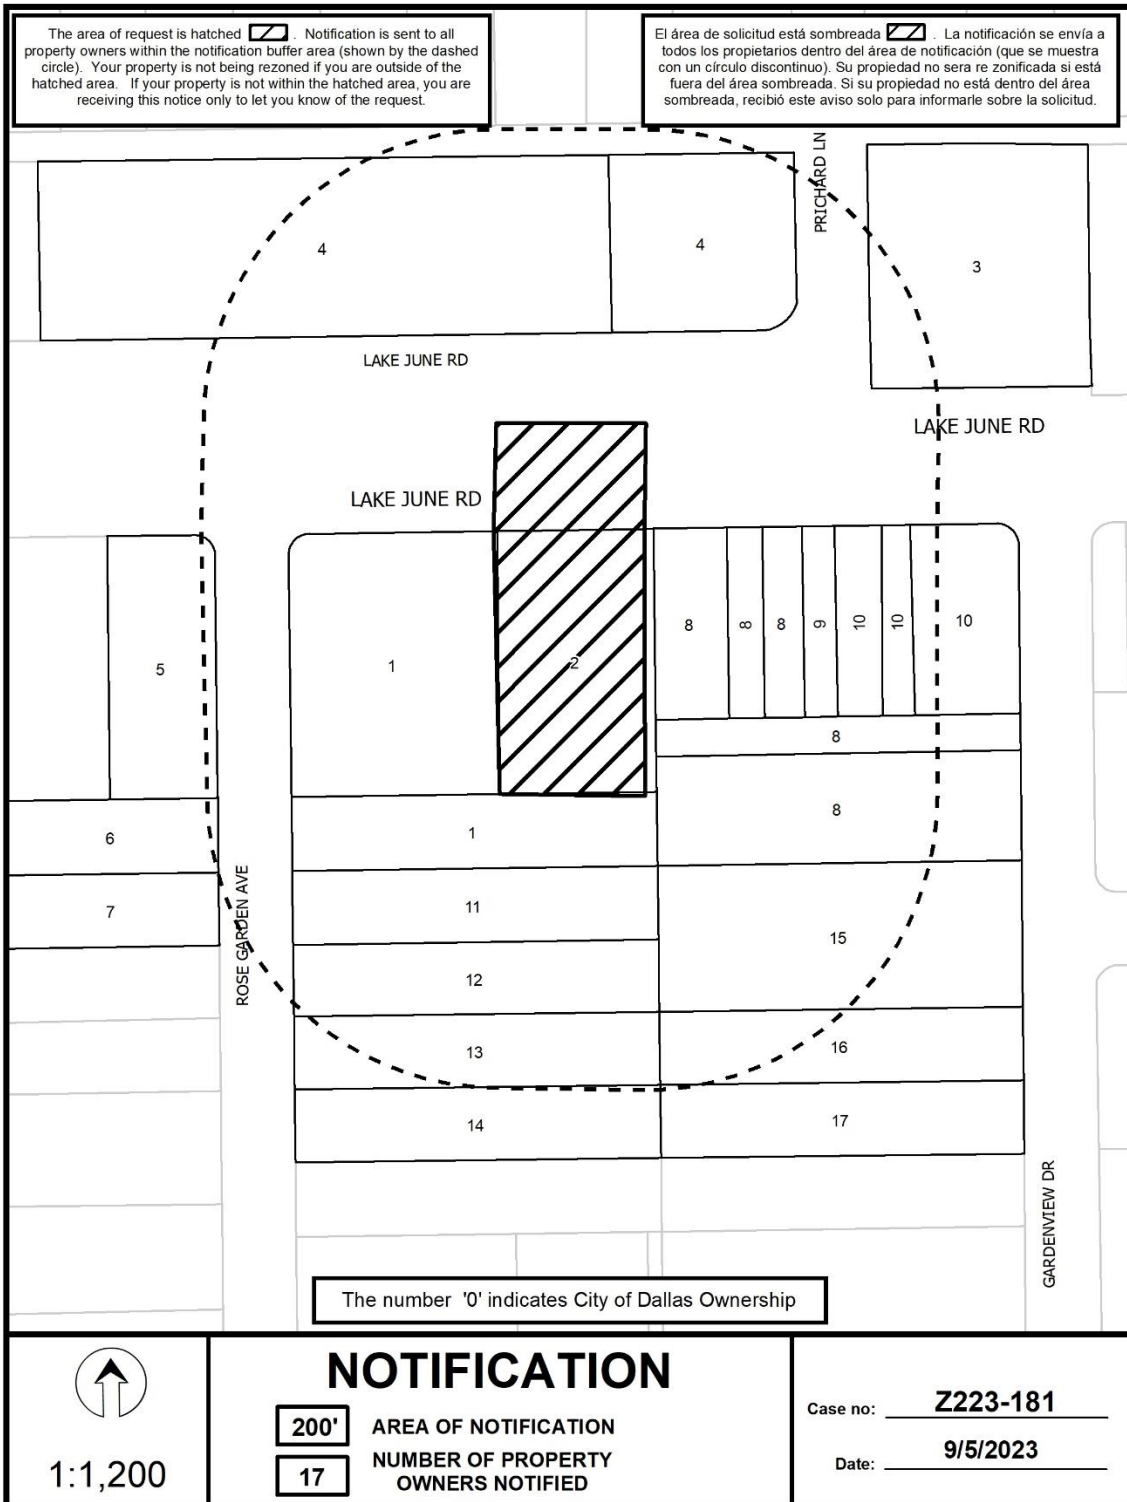 The area of request is hatched . Notification is sent to all
property owners within the notification buffer area (shown by the dashed
circle). Your property is not being rezoned if you are outside of the
hatched area. If your property is not within the hatched area, you are
receiving this notice only to let you know of the request.
El área de solicitud está sombreada . La notificación se envía a
todos los propietarios dentro del área de notificación (que se muestra
con un círculo discontinuo). Su propiedad no sera re zonificada si está
fuera del área sombreada. Si su propiedad no está dentro del área
sombreada, recibió este aviso solo para informarle sobre la solicitud.
PRICHARD LN
4
4
3
LAKE JUNE RD
LAKE JUNE RD
LAKE JUNE RD
5
1
2
8
8
8
9
10
10
10
8
6
1
8
7
11
15
ROSE GARDEN AVE
12
13
16
14
17
GARDENVIEW DR
The number '0' indicates City of Dallas Ownership
1:1,200
NOTIFICATION
200' AREA OF NOTIFICATION
17 NUMBER OF PROPERTY
OWNERS NOTIFIED
Case no: Z223-181
Date: 9/5/2023